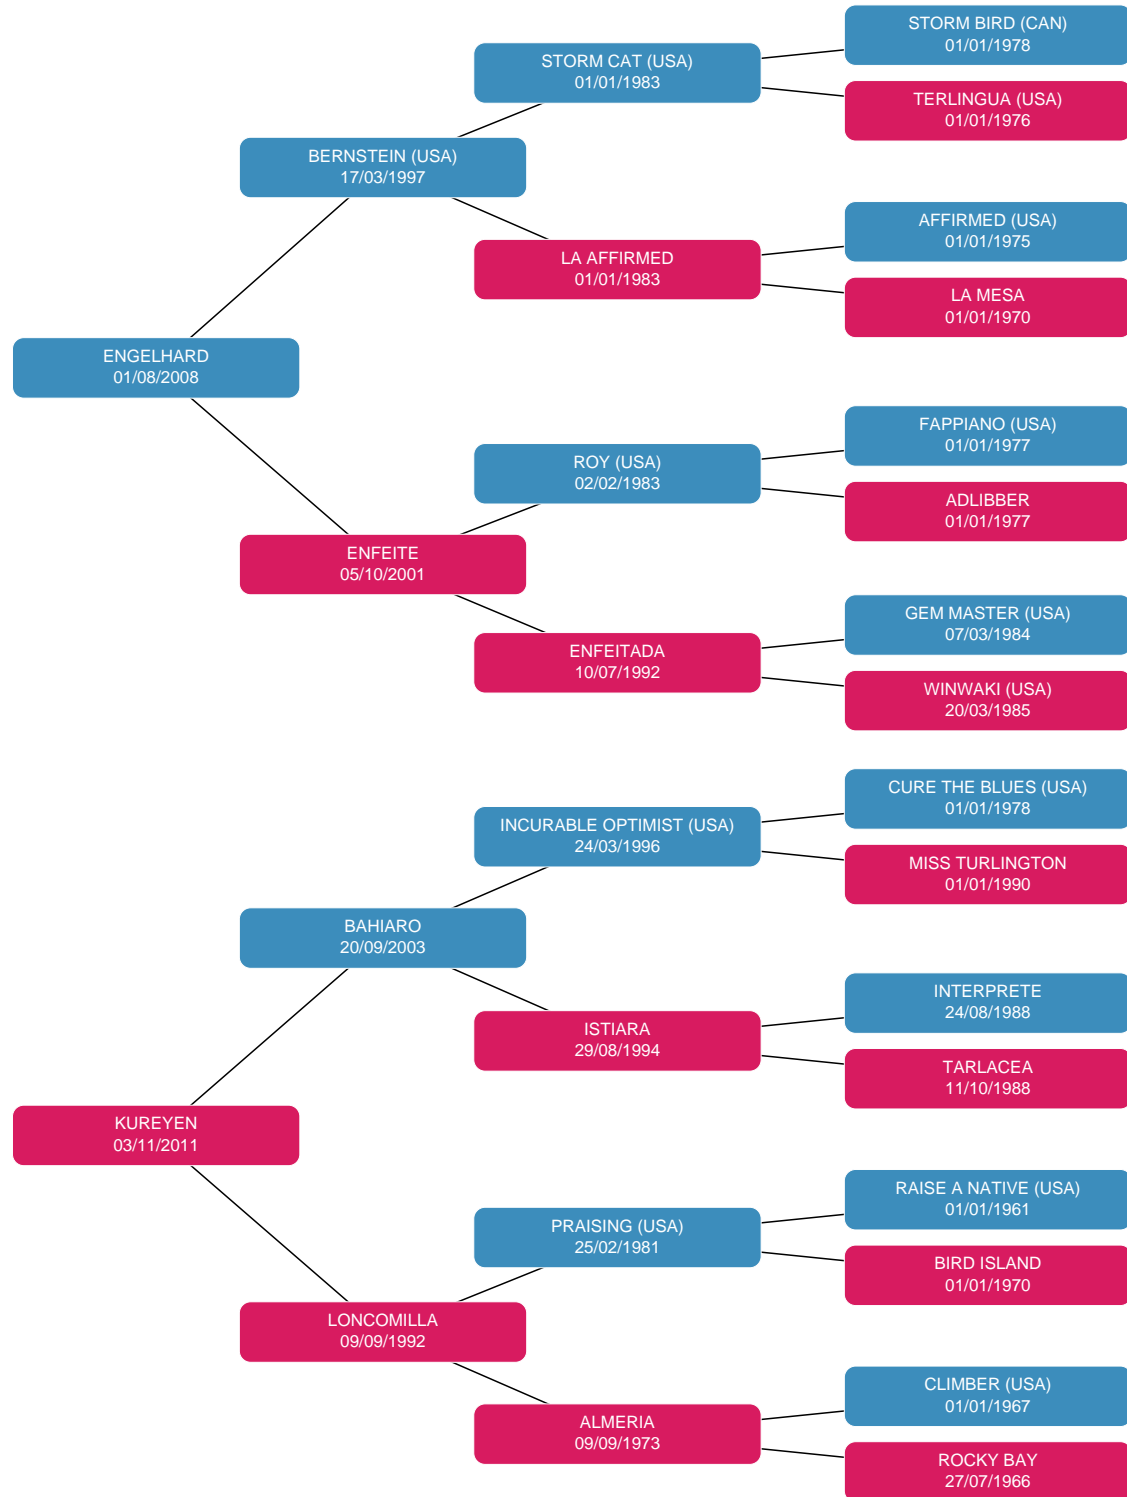 STORM BIRD (CAN)
01/01/1978
STORM CAT (USA)
01/01/1983
TERLINGUA (USA)
01/01/1976
BERNSTEIN (USA)
17/03/1997
AFFIRMED (USA)
01/01/1975
LA AFFIRMED
01/01/1983
LA MESA
01/01/1970
ENGELHARD
01/08/2008
FAPPIANO (USA)
01/01/1977
ROY (USA)
02/02/1983
ADLIBBER
01/01/1977
ENFEITE
05/10/2001
GEM MASTER (USA)
07/03/1984
ENFEITADA
10/07/1992
WINWAKI (USA)
20/03/1985
CURE THE BLUES (USA)
01/01/1978
INCURABLE OPTIMIST (USA)
24/03/1996
MISS TURLINGTON
01/01/1990
BAHIARO
20/09/2003
INTERPRETE
24/08/1988
ISTIARA
29/08/1994
TARLACEA
11/10/1988
KUREYEN
03/11/2011
RAISE A NATIVE (USA)
01/01/1961
PRAISING (USA)
25/02/1981
BIRD ISLAND
01/01/1970
LONCOMILLA
09/09/1992
CLIMBER (USA)
01/01/1967
ALMERIA
09/09/1973
ROCKY BAY
27/07/1966